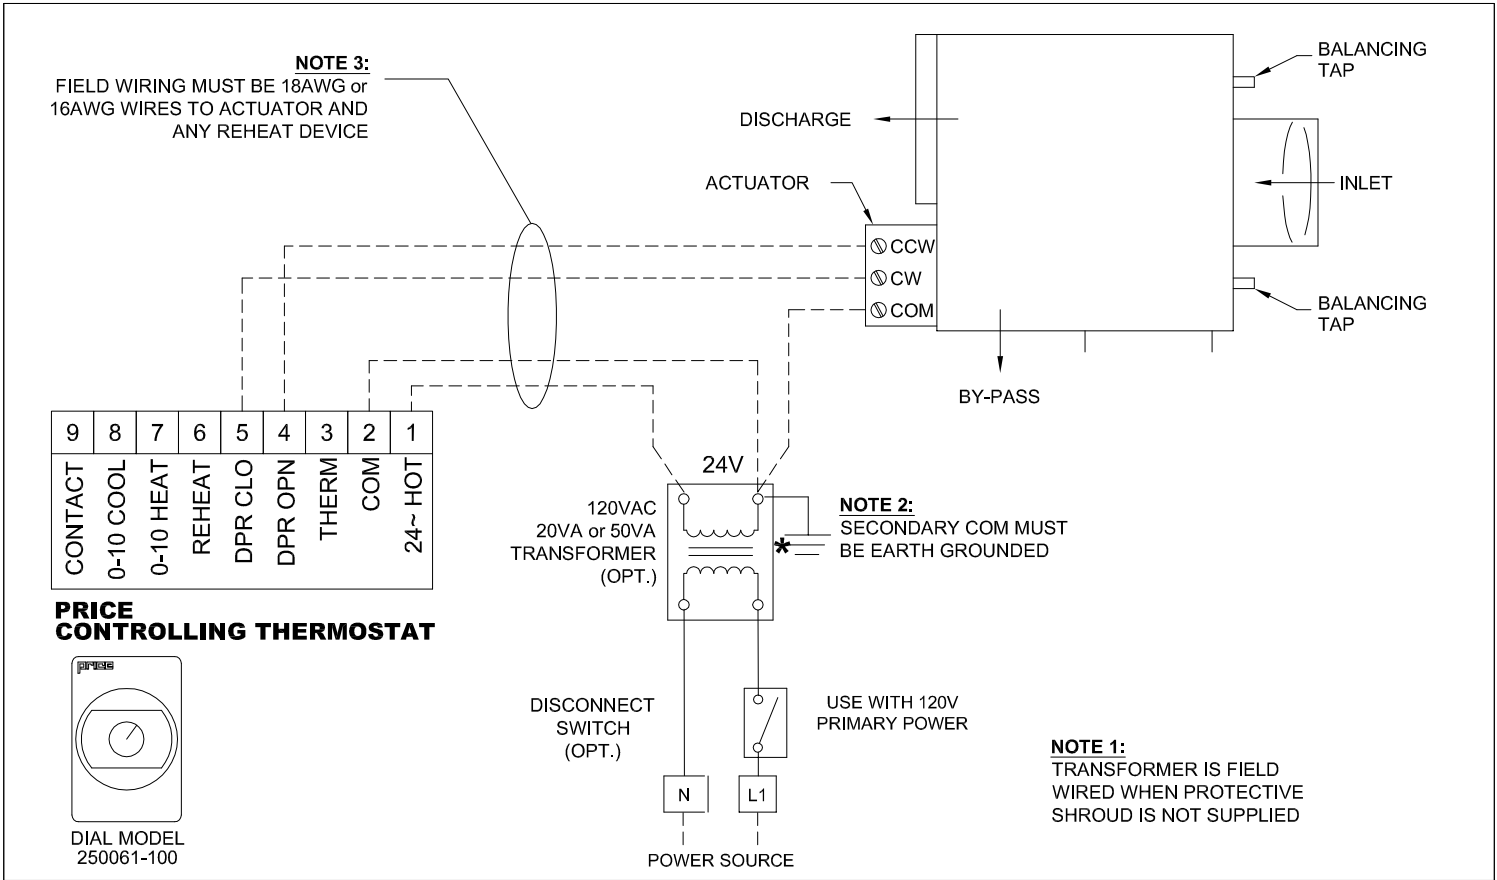 NOTE 3:
FIELD WIRING MUST BE 18AWG or
16AWG WIRES TO ACTUATOR AND
ANY REHEAT DEVICE
BALANCING
TAP
DISCHARGE
ACTUATOR
INLET
CCW
CW
COM
BALANCING
TAP
BY-PASS
9 8 7 6 5 4 3 2 1
CONTACT
0-10 COOL
0-10 HEAT
REHEAT
DPR CLO
DPR OPN
THERM
COM
24~ HOT
PRICE
CONTROLLING THERMOSTAT
24V
120VAC
20VA or 50VA
TRANSFORMER
(OPT.)
*
NOTE 2:
SECONDARY COM MUST
BE EARTH GROUNDED
price
DIAL MODEL
250061-100
DISCONNECT
SWITCH
(OPT.)
USE WITH 120V
PRIMARY POWER
N
L1
POWER SOURCE
NOTE 1:
TRANSFORMER IS FIELD
WIRED WHEN PROTECTIVE
SHROUD IS NOT SUPPLIED